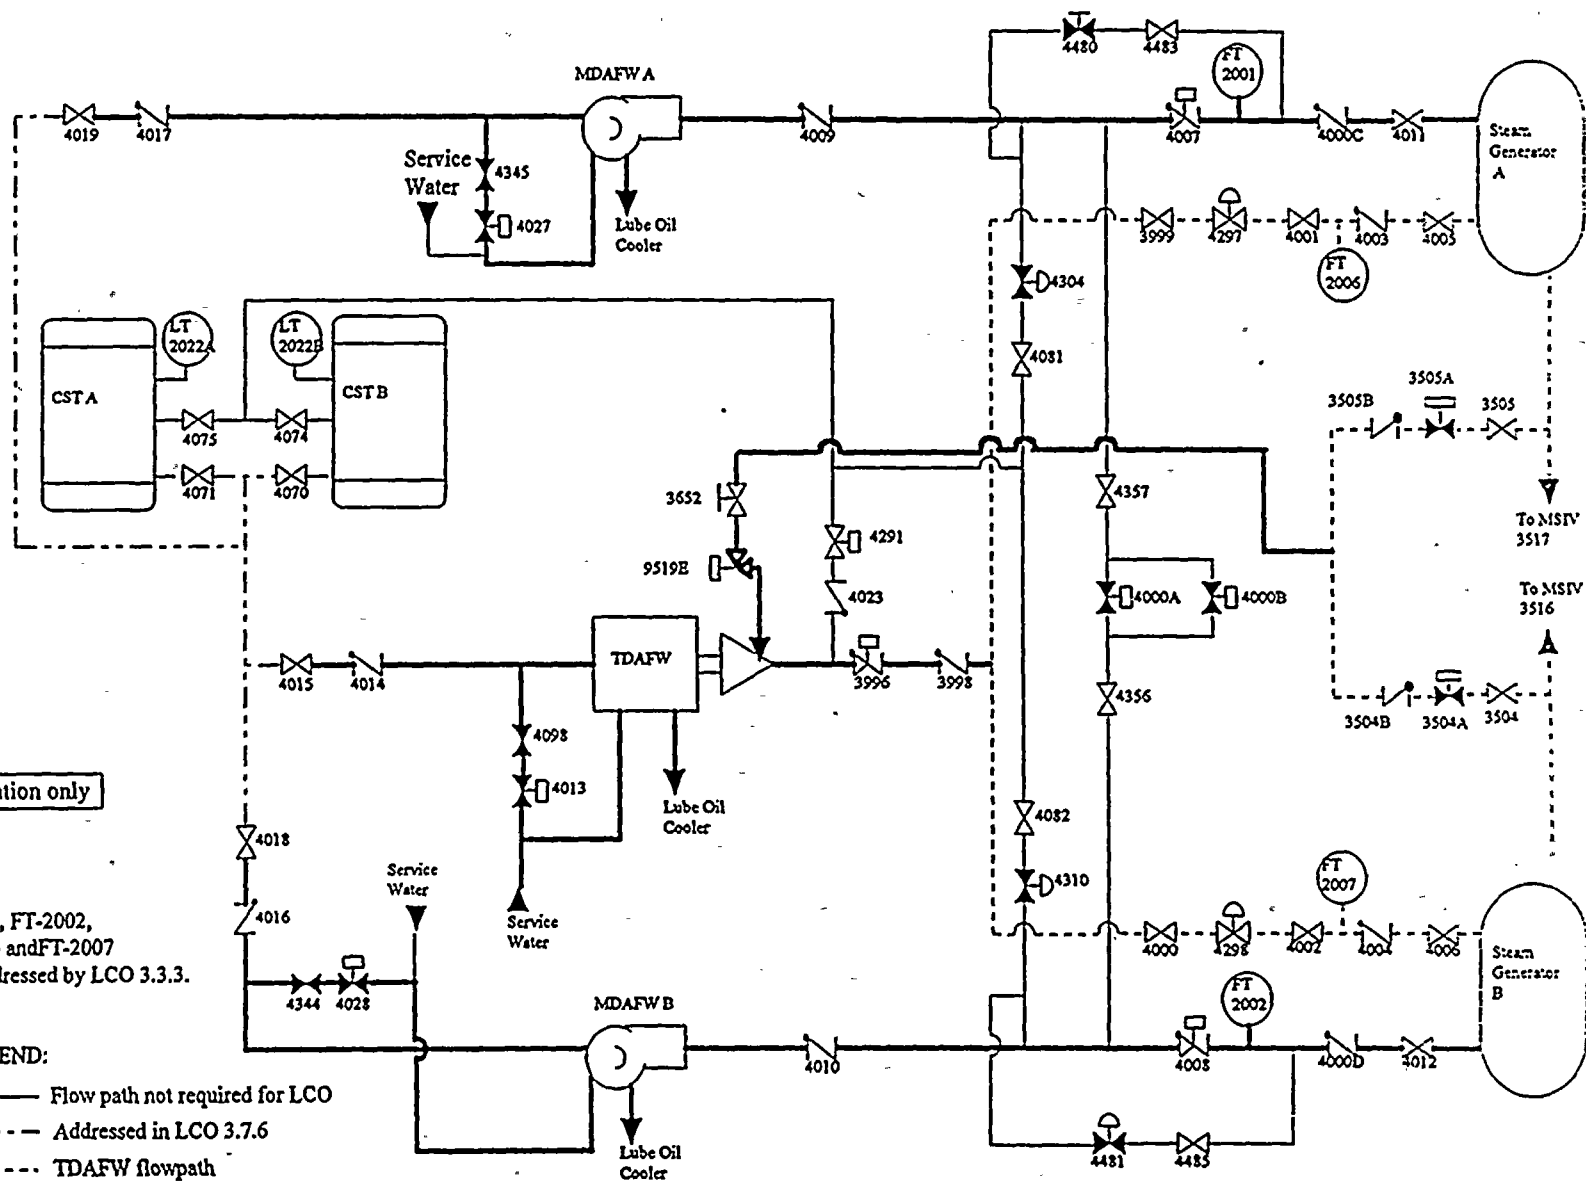 4480
4483
FT
2001
MDAFW A
4019
4017
4009
4007
4000C
4011
Steam
Generator
A
Service
Water
4345
4027
Lube Oil
Cooler
3999
4297
4001
4003
4005
FT
2006
4304
LT
2022A
LT
2022B
CST A
CST B
4081
4075
4074
4071
4070
3505B
3505A
3505
3652
4291
4357
To MSIV
3517
9519E
4023
4000A
4000B
To MSIV
3516
TDAFW
4015
4014
3996
3998
4356
3504B
3504A
3504
4098
4013
Lube Oil
Cooler
ation only
4082
4018
Service
Water
4310
FT
2007
4016
Service
Water
, FT-2002,
andFT-2007
dressed by LCO 3.3.3.
4000
4298
4002
4004
4006
Steam
Generator
B
4344
4028
FT
2002
MDAFW B
4010
4008
4000D
4012
END:
Flow path not required for LCO
Addressed in LCO 3.7.6
TDAFW flowpath
Lube Oil
Cooler
4481
4485